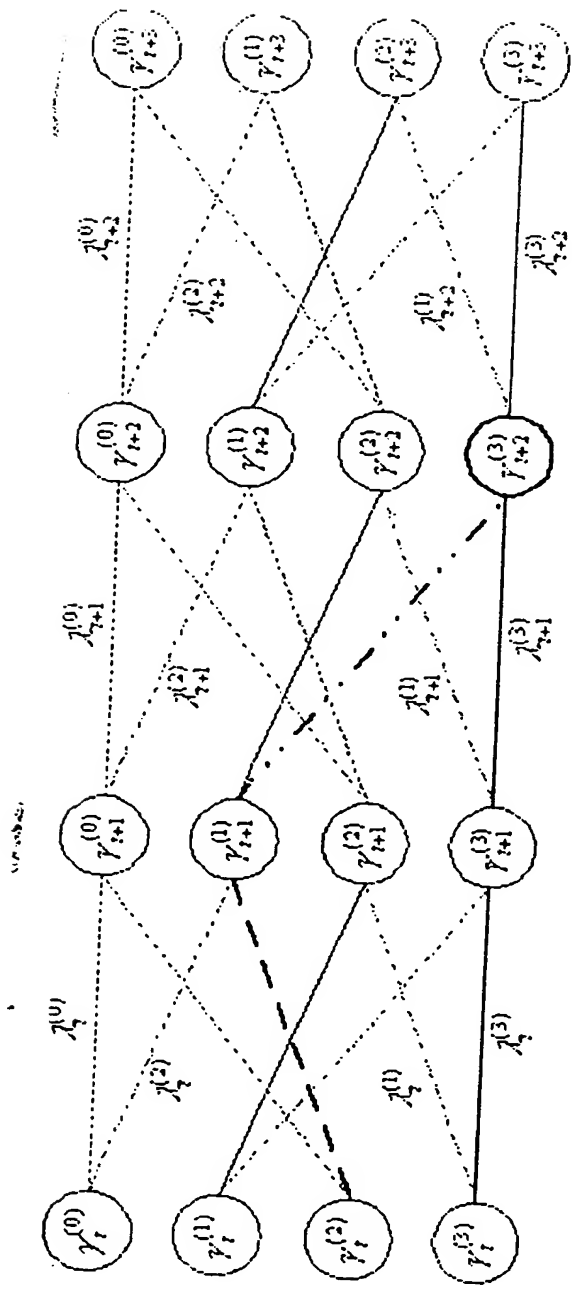 γ_t^(0) γ_{t+1}^(0) γ_{t+2}^(0) γ_{t+3}^(0)
λ_t^(0) λ_{t+1}^(0) λ_{t+2}^(0)
γ_t^(1) γ_{t+1}^(1) γ_{t+2}^(1) γ_{t+3}^(1)
λ_t^(2) λ_{t+1}^(2) λ_{t+2}^(2)
γ_t^(2) γ_{t+1}^(2) γ_{t+2}^(2) γ_{t+3}^(2)
λ_t^(1) λ_{t+1}^(1) λ_{t+2}^(1)
γ_t^(3) γ_{t+1}^(3) γ_{t+2}^(3) γ_{t+3}^(3)
λ_t^(3) λ_{t+1}^(3) λ_{t+2}^(3)